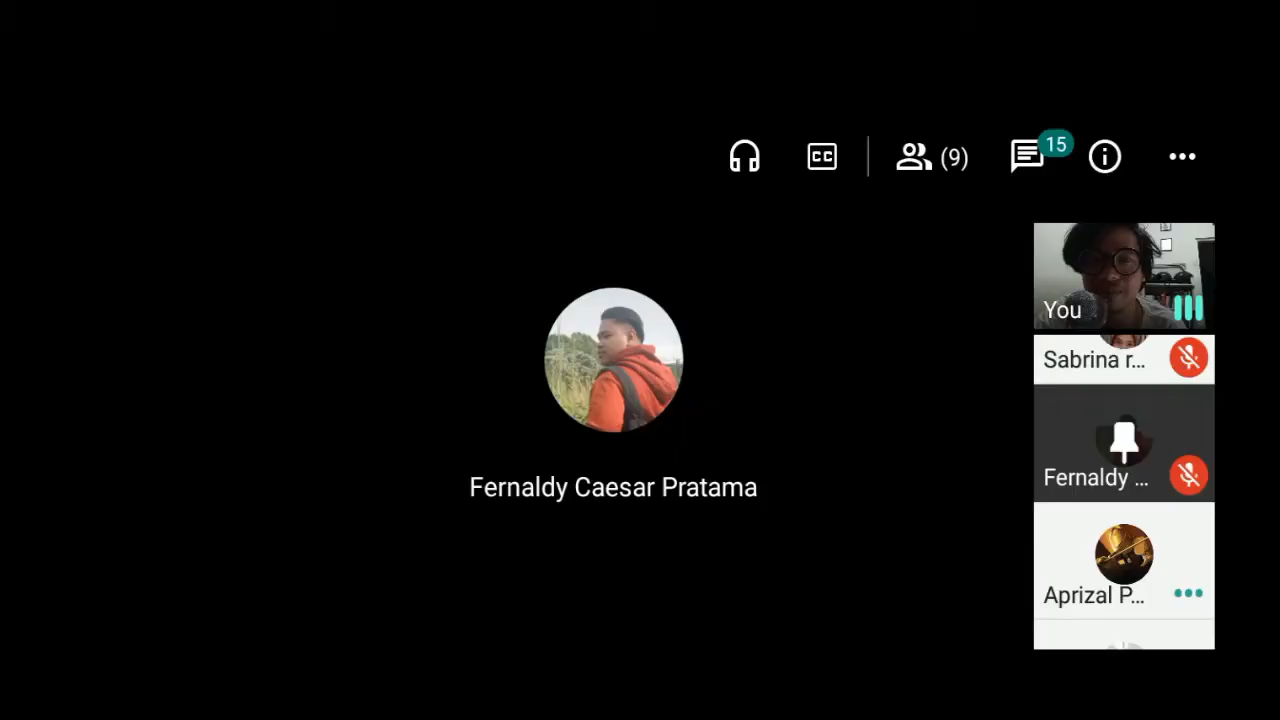 CC
(9)
15
You
Sabrina r...
Fernaldy ...
Fernaldy Caesar Pratama
Aprizal P...